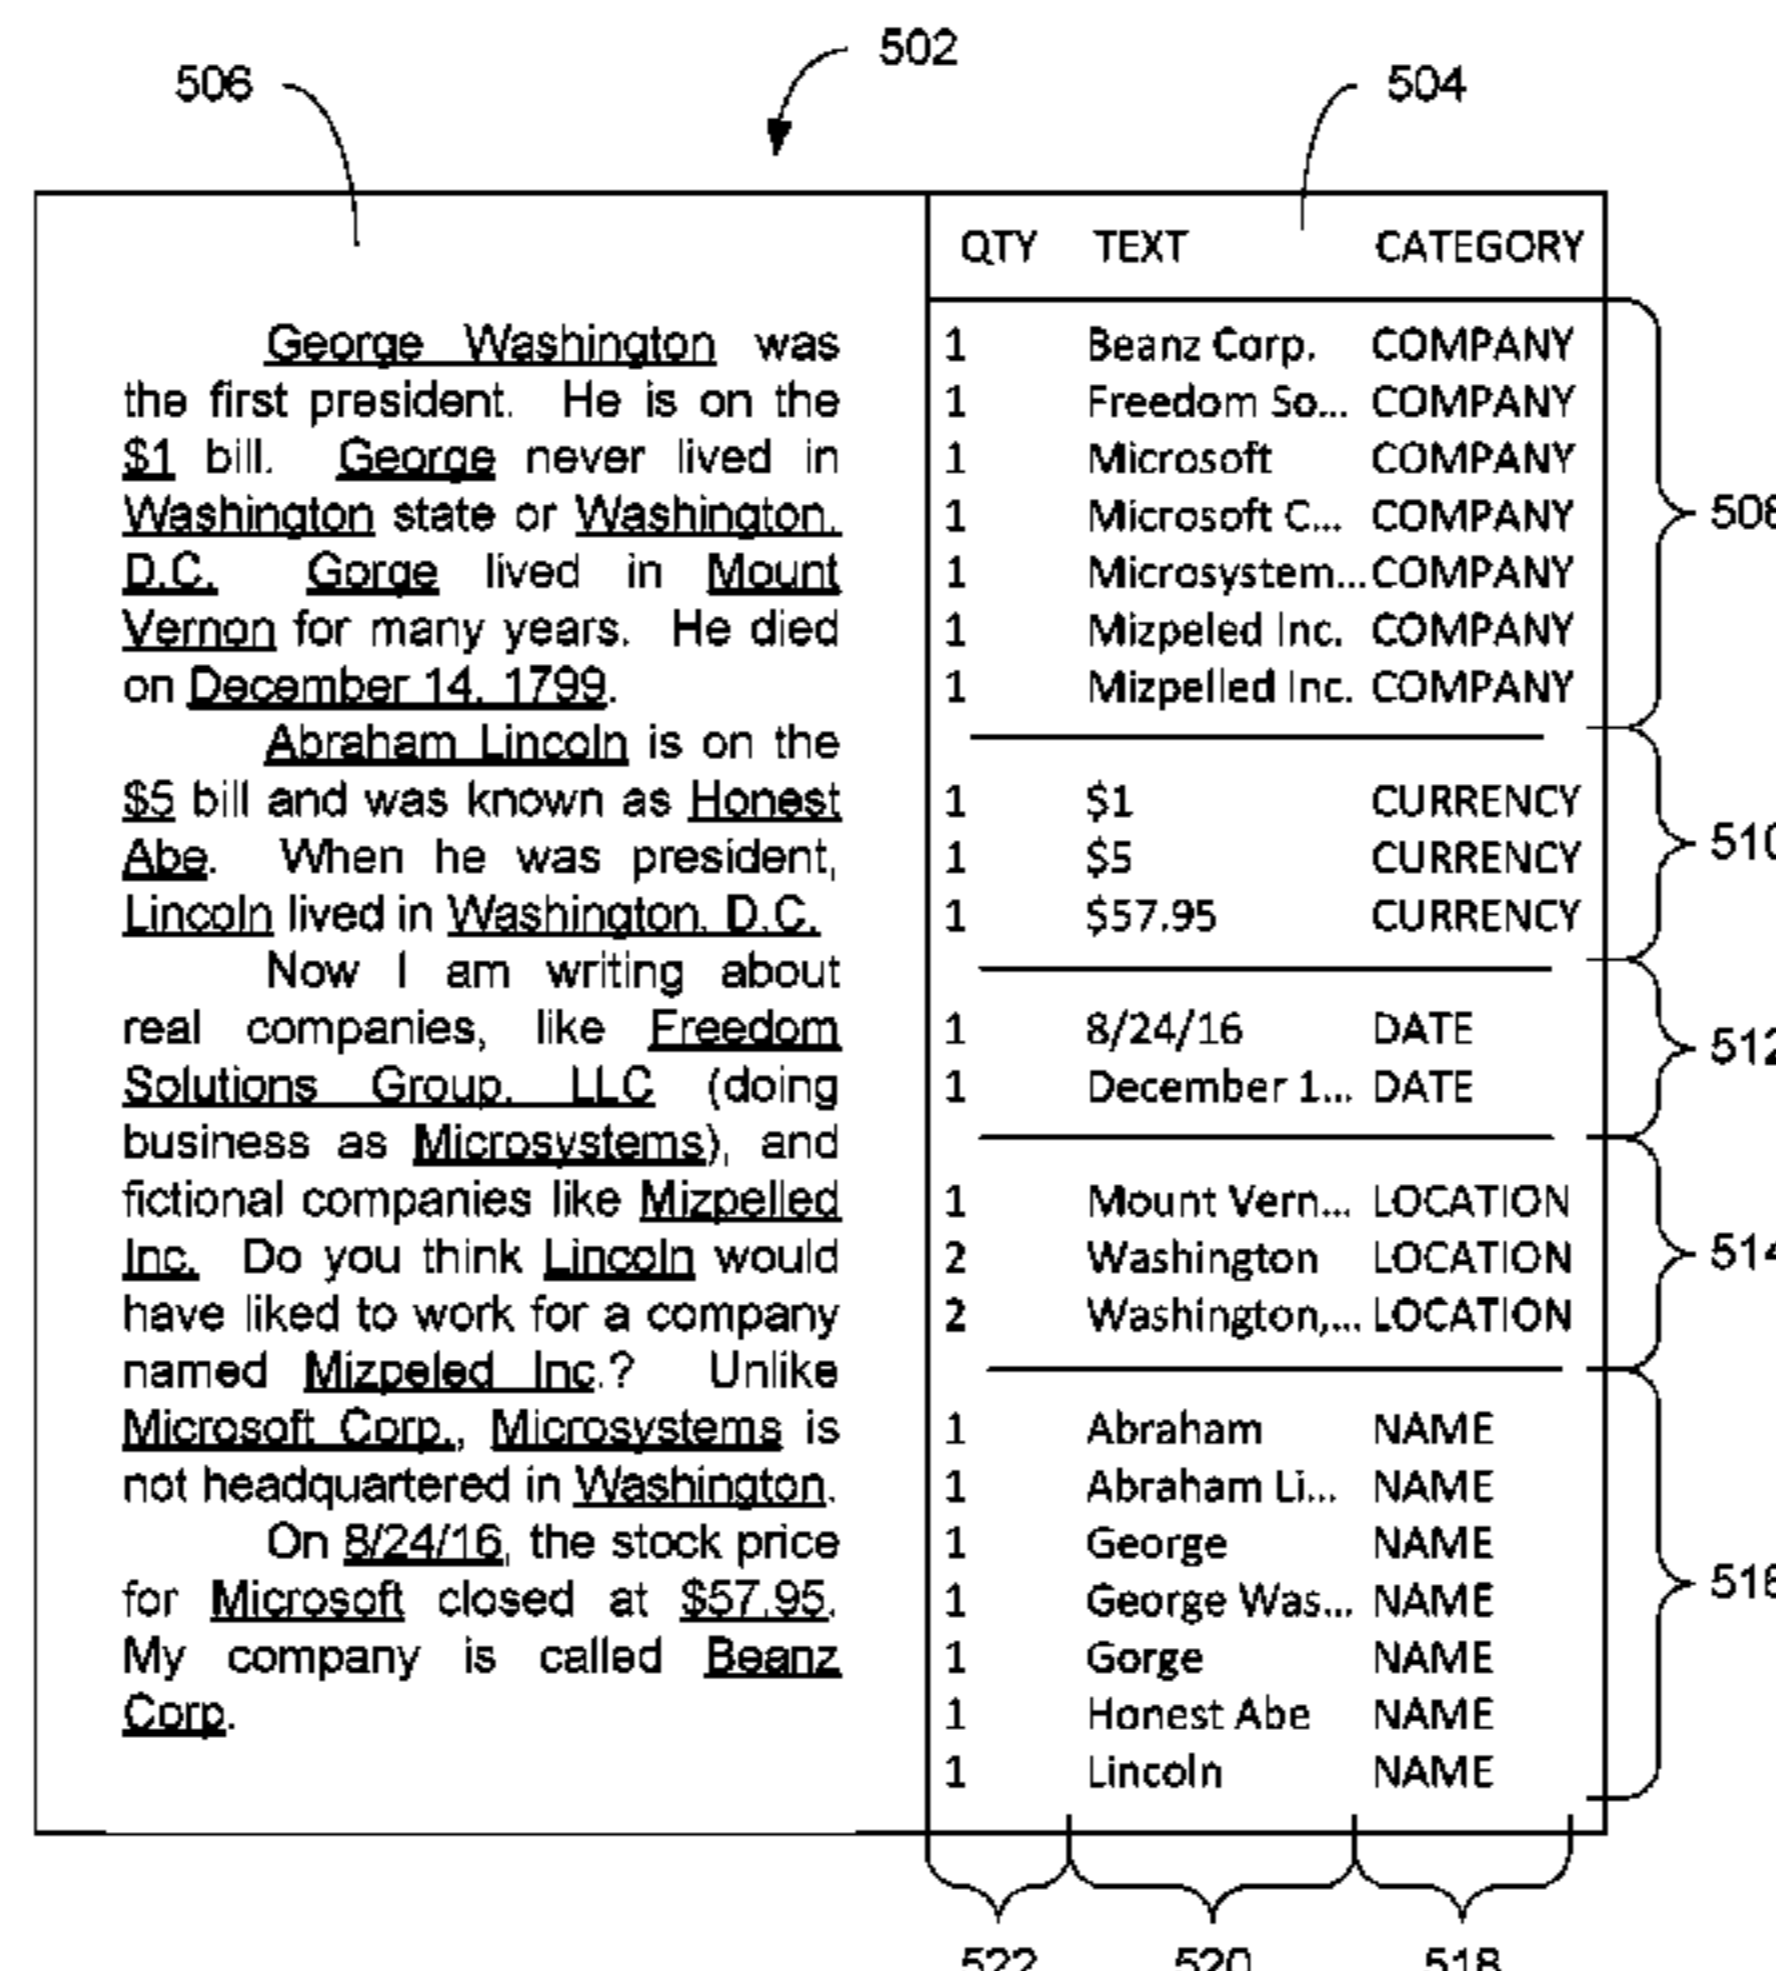 502
506
504
QTY TEXT CATEGORY
George Washington was
the first president. He is on the
$1 bill. George never lived in
Washington state or Washington,
D.C. Gorge lived in Mount
Vernon for many years. He died
on December 14, 1799.
Abraham Lincoln is on the
$5 bill and was known as Honest
Abe. When he was president,
Lincoln lived in Washington, D.C.
Now I am writing about
real companies, like Freedom
Solutions Group, LLC (doing
business as Microsystems), and
fictional companies like Mizpelled
Inc. Do you think Lincoln would
have liked to work for a company
named Mizpeled Inc.? Unlike
Microsoft Corp., Microsystems is
not headquartered in Washington.
On 8/24/16, the stock price
for Microsoft closed at $57.95.
My company is called Beanz
Corp.
1 Beanz Corp. COMPANY
1 Freedom So... COMPANY
1 Microsoft COMPANY
1 Microsoft C... COMPANY
1 Microsystem... COMPANY
1 Mizpeled Inc. COMPANY
1 Mizpelled Inc. COMPANY
508
1 $1 CURRENCY
1 $5 CURRENCY
1 $57.95 CURRENCY
510
1 8/24/16 DATE
1 December 1... DATE
512
1 Mount Vern... LOCATION
2 Washington LOCATION
2 Washington,... LOCATION
514
1 Abraham NAME
1 Abraham Li... NAME
1 George NAME
1 George Was... NAME
1 Gorge NAME
1 Honest Abe NAME
1 Lincoln NAME
516
522 520 518